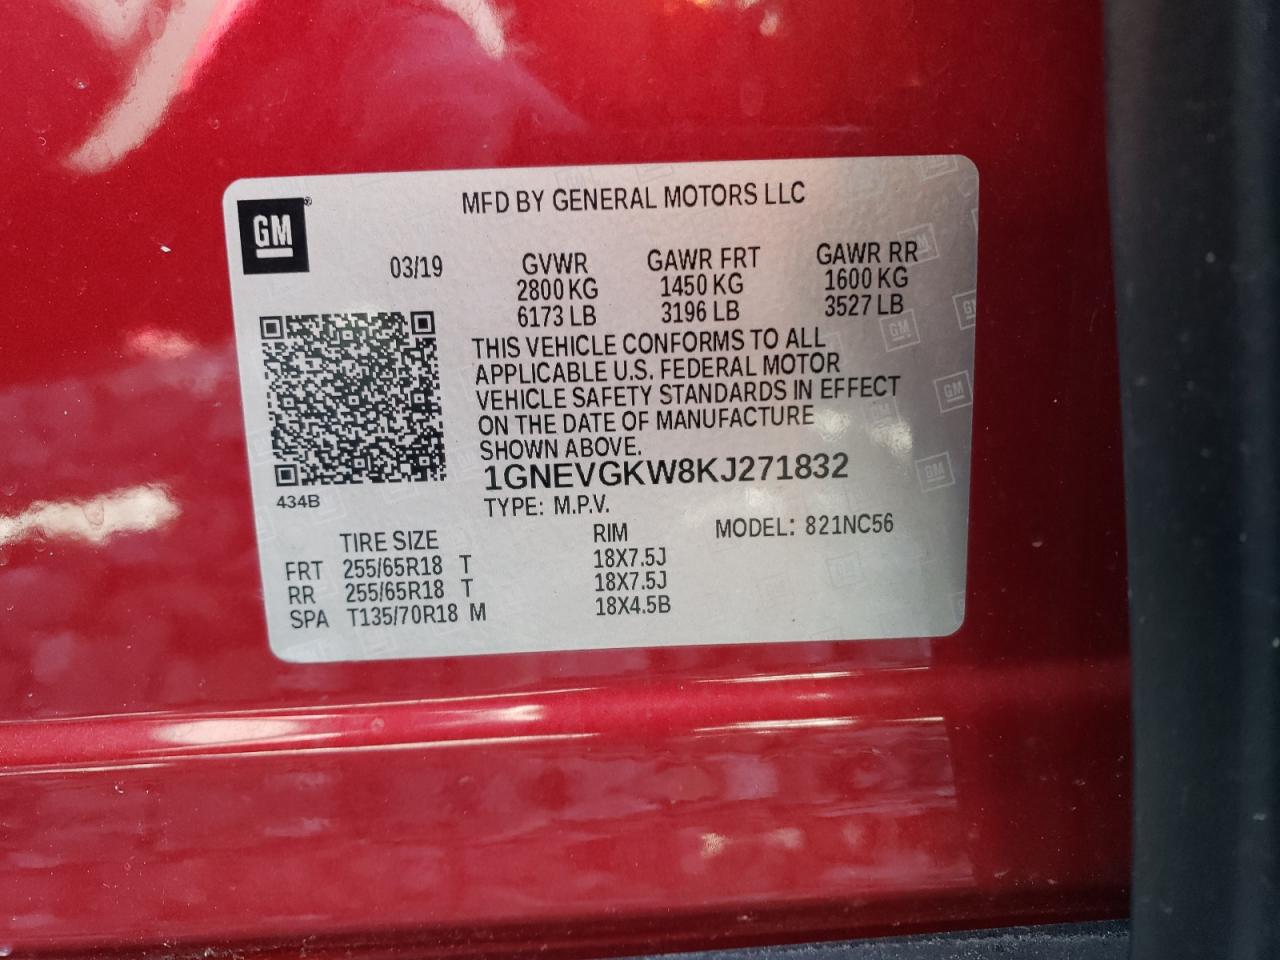 MFD BY GENERAL MOTORS LLC
GM®
03/19 GVWR GAWR FRT GAWR RR
2800 KG 1450 KG 1600 KG
6173 LB 3196 LB 3527 LB
THIS VEHICLE CONFORMS TO ALL
APPLICABLE U.S. FEDERAL MOTOR
VEHICLE SAFETY STANDARDS IN EFFECT
ON THE DATE OF MANUFACTURE
SHOWN ABOVE.
1GNEVGKW8KJ271832
434B
TYPE: M.P.V.
TIRE SIZE RIM MODEL: 821NC56
FRT 255/65R18 T 18X7.5J
RR 255/65R18 T 18X7.5J
SPA T135/70R18 M 18X4.5B